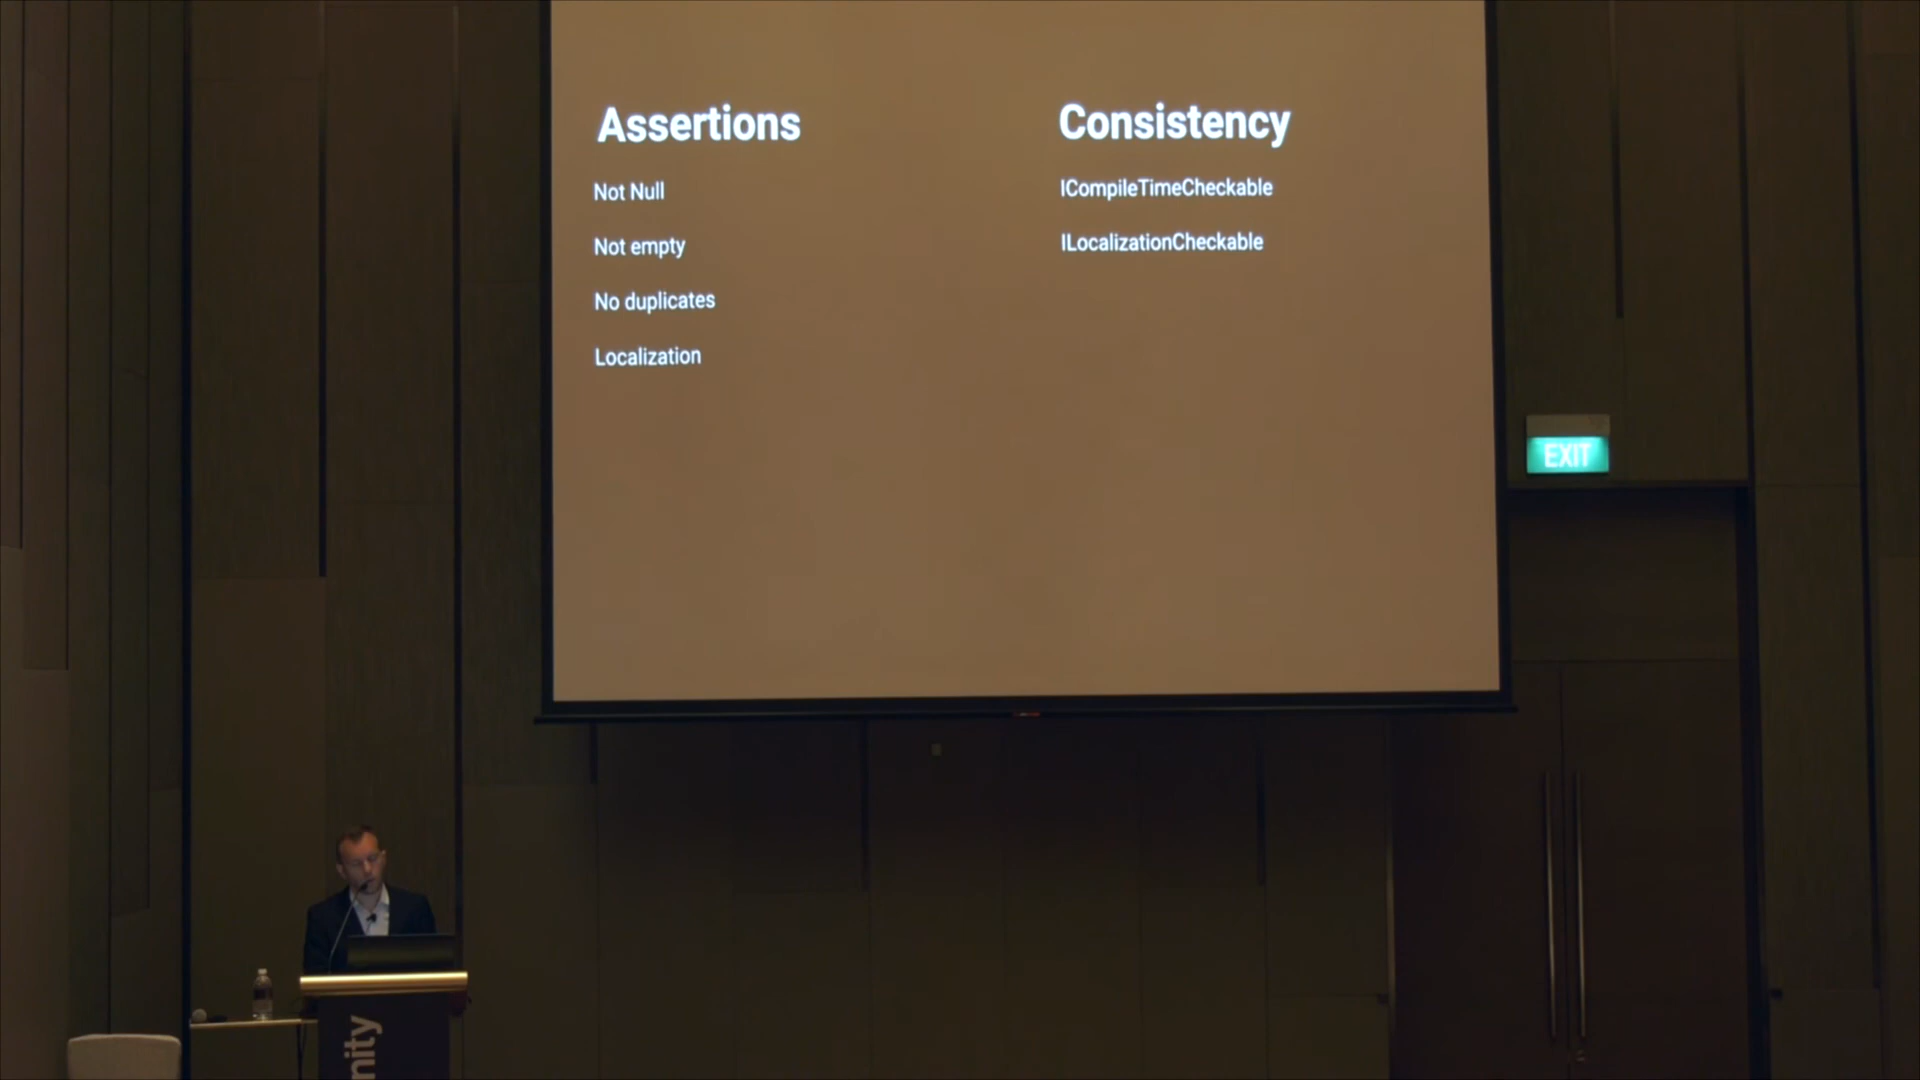 Assertions
Not Null
Not empty
No duplicates
Localization
Consistency
ICompileTimeCheckable
ILocalizationCheckable
EXIT
nity